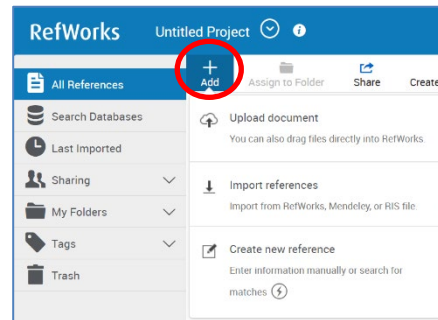 RefWorks Untitled Project
Add Assign to Folder Share Create
All References
Search Databases
Last Imported
Sharing
My Folders
Tags
Trash
Upload document
You can also drag files directly into RefWorks.
Import references
Import from RefWorks, Mendeley, or RIS file.
Create new reference
Enter information manually or search for
matches